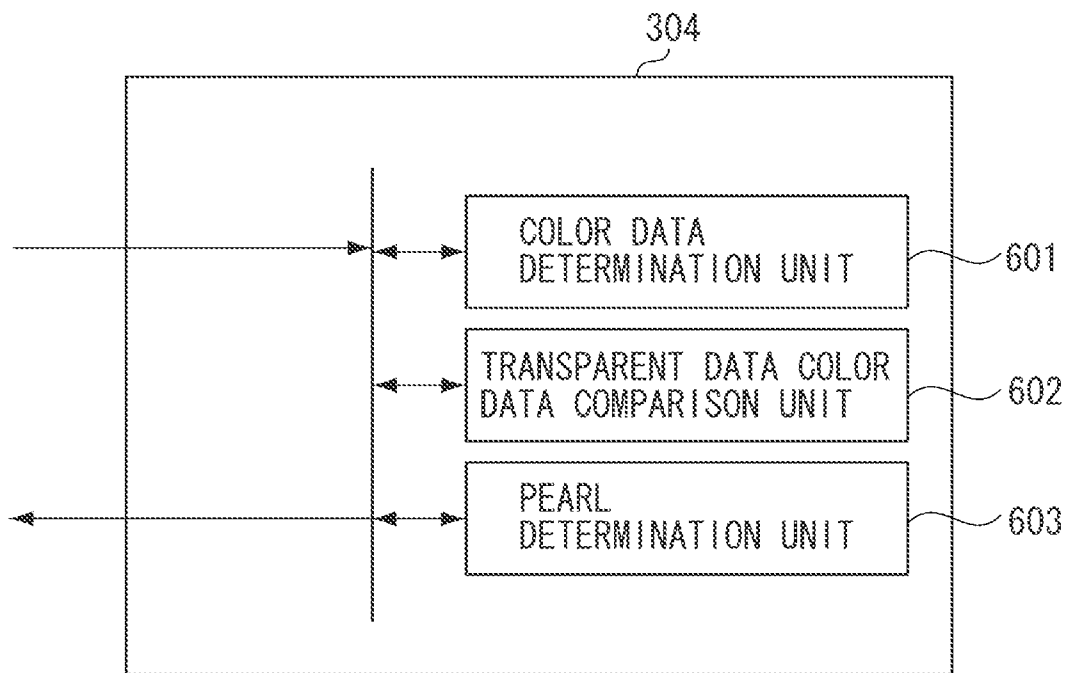 304
COLOR DATA
DETERMINATION UNIT
601
TRANSPARENT DATA COLOR
DATA COMPARISON UNIT
602
PEARL
DETERMINATION UNIT
603